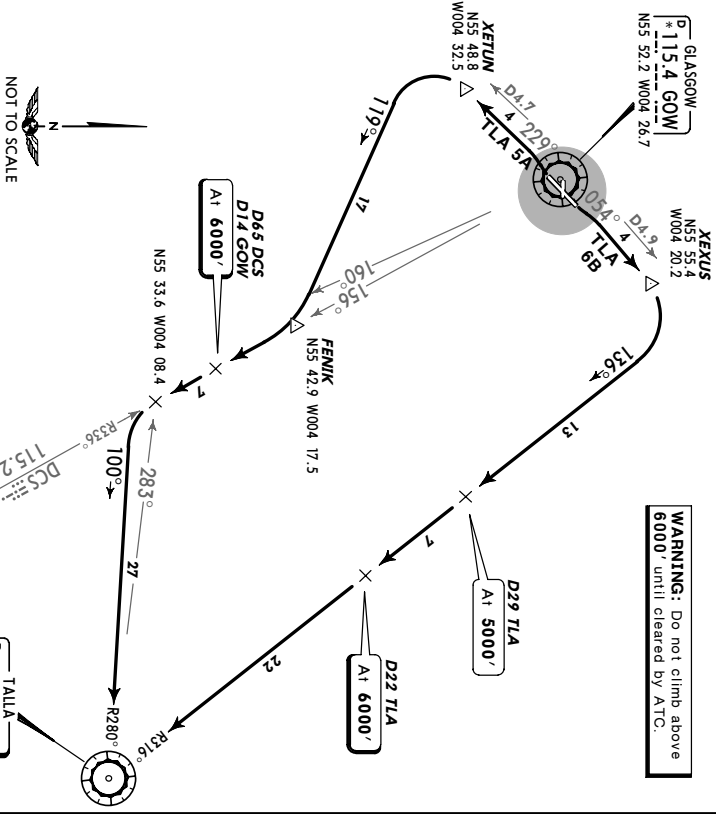 GLASGOW
D
*115.4 GOW
N55 52.2 W004 26.7
XETUN
N55 48.8
W004 32.5
D4.7
4
229°
TLA 5A
054°
4
D4.9
TLA
6B
XEXUS
N55 55.4
W004 20.2
119°
17
136°
13
160°
156°
FENIK
N55 42.9 W004 17.5
D65 DCS
D14 GOW
At 6000'
7
N55 33.6 W004 08.4
R336°
DCS
115.2
100°
283°
27
R280°
D29 TLA
At 5000'
7
D22 TLA
At 6000'
22
R316°
TALLA
WARNING: Do not climb above
6000' until cleared by ATC.
N
NOT TO SCALE